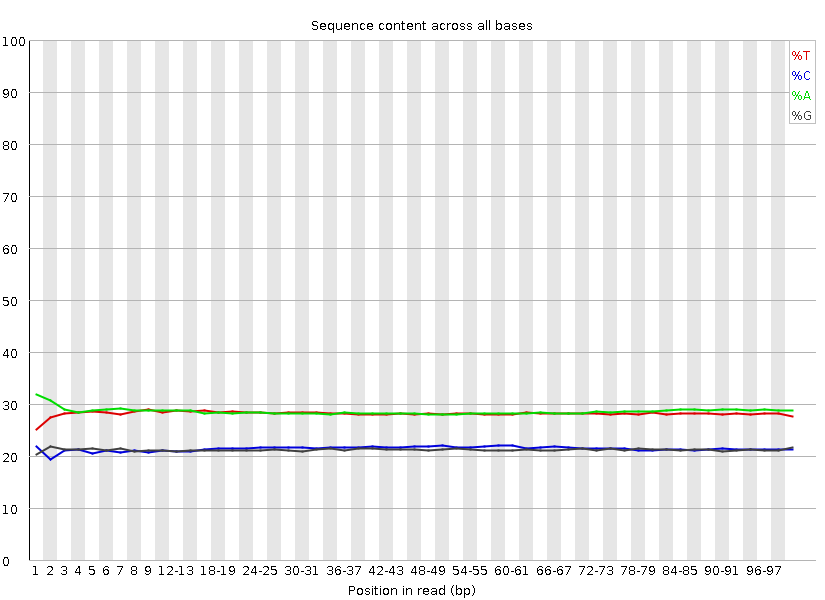 Sequence content across all bases
100
90
80
70
60
50
40
30
20
10
0
%T
%C
%A
%G
1 2 3 4 5 6 7 8 9 12-13 18-19 24-25 30-31 36-37 42-43 48-49 54-55 60-61 66-67 72-73 78-79 84-85 90-91 96-97
Position in read (bp)